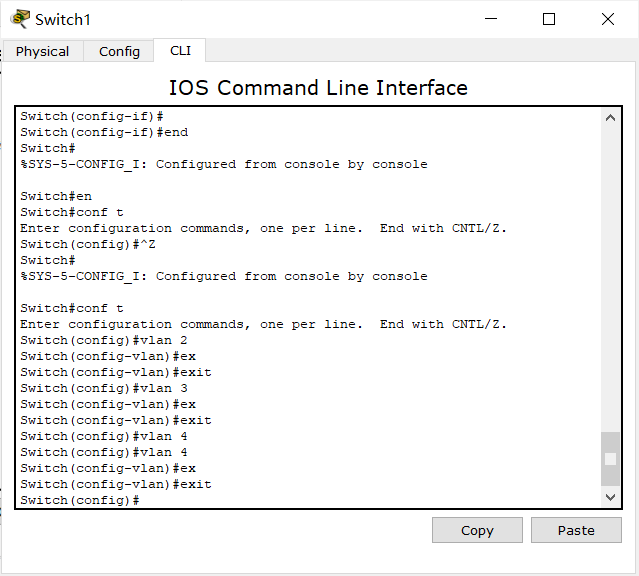 Switch1
Physical Config CLI
IOS Command Line Interface
Switch(config-if)#
Switch(config-if)#end
Switch#
%SYS-5-CONFIG_I: Configured from console by console
Switch#en
Switch#conf t
Enter configuration commands, one per line.  End with CNTL/Z.
Switch(config)#^Z
Switch#
%SYS-5-CONFIG_I: Configured from console by console
Switch#conf t
Enter configuration commands, one per line.  End with CNTL/Z.
Switch(config)#vlan 2
Switch(config-vlan)#ex
Switch(config-vlan)#exit
Switch(config)#vlan 3
Switch(config-vlan)#ex
Switch(config-vlan)#exit
Switch(config)#vlan 4
Switch(config)#vlan 4
Switch(config-vlan)#ex
Switch(config-vlan)#exit
Switch(config)#
Copy Paste